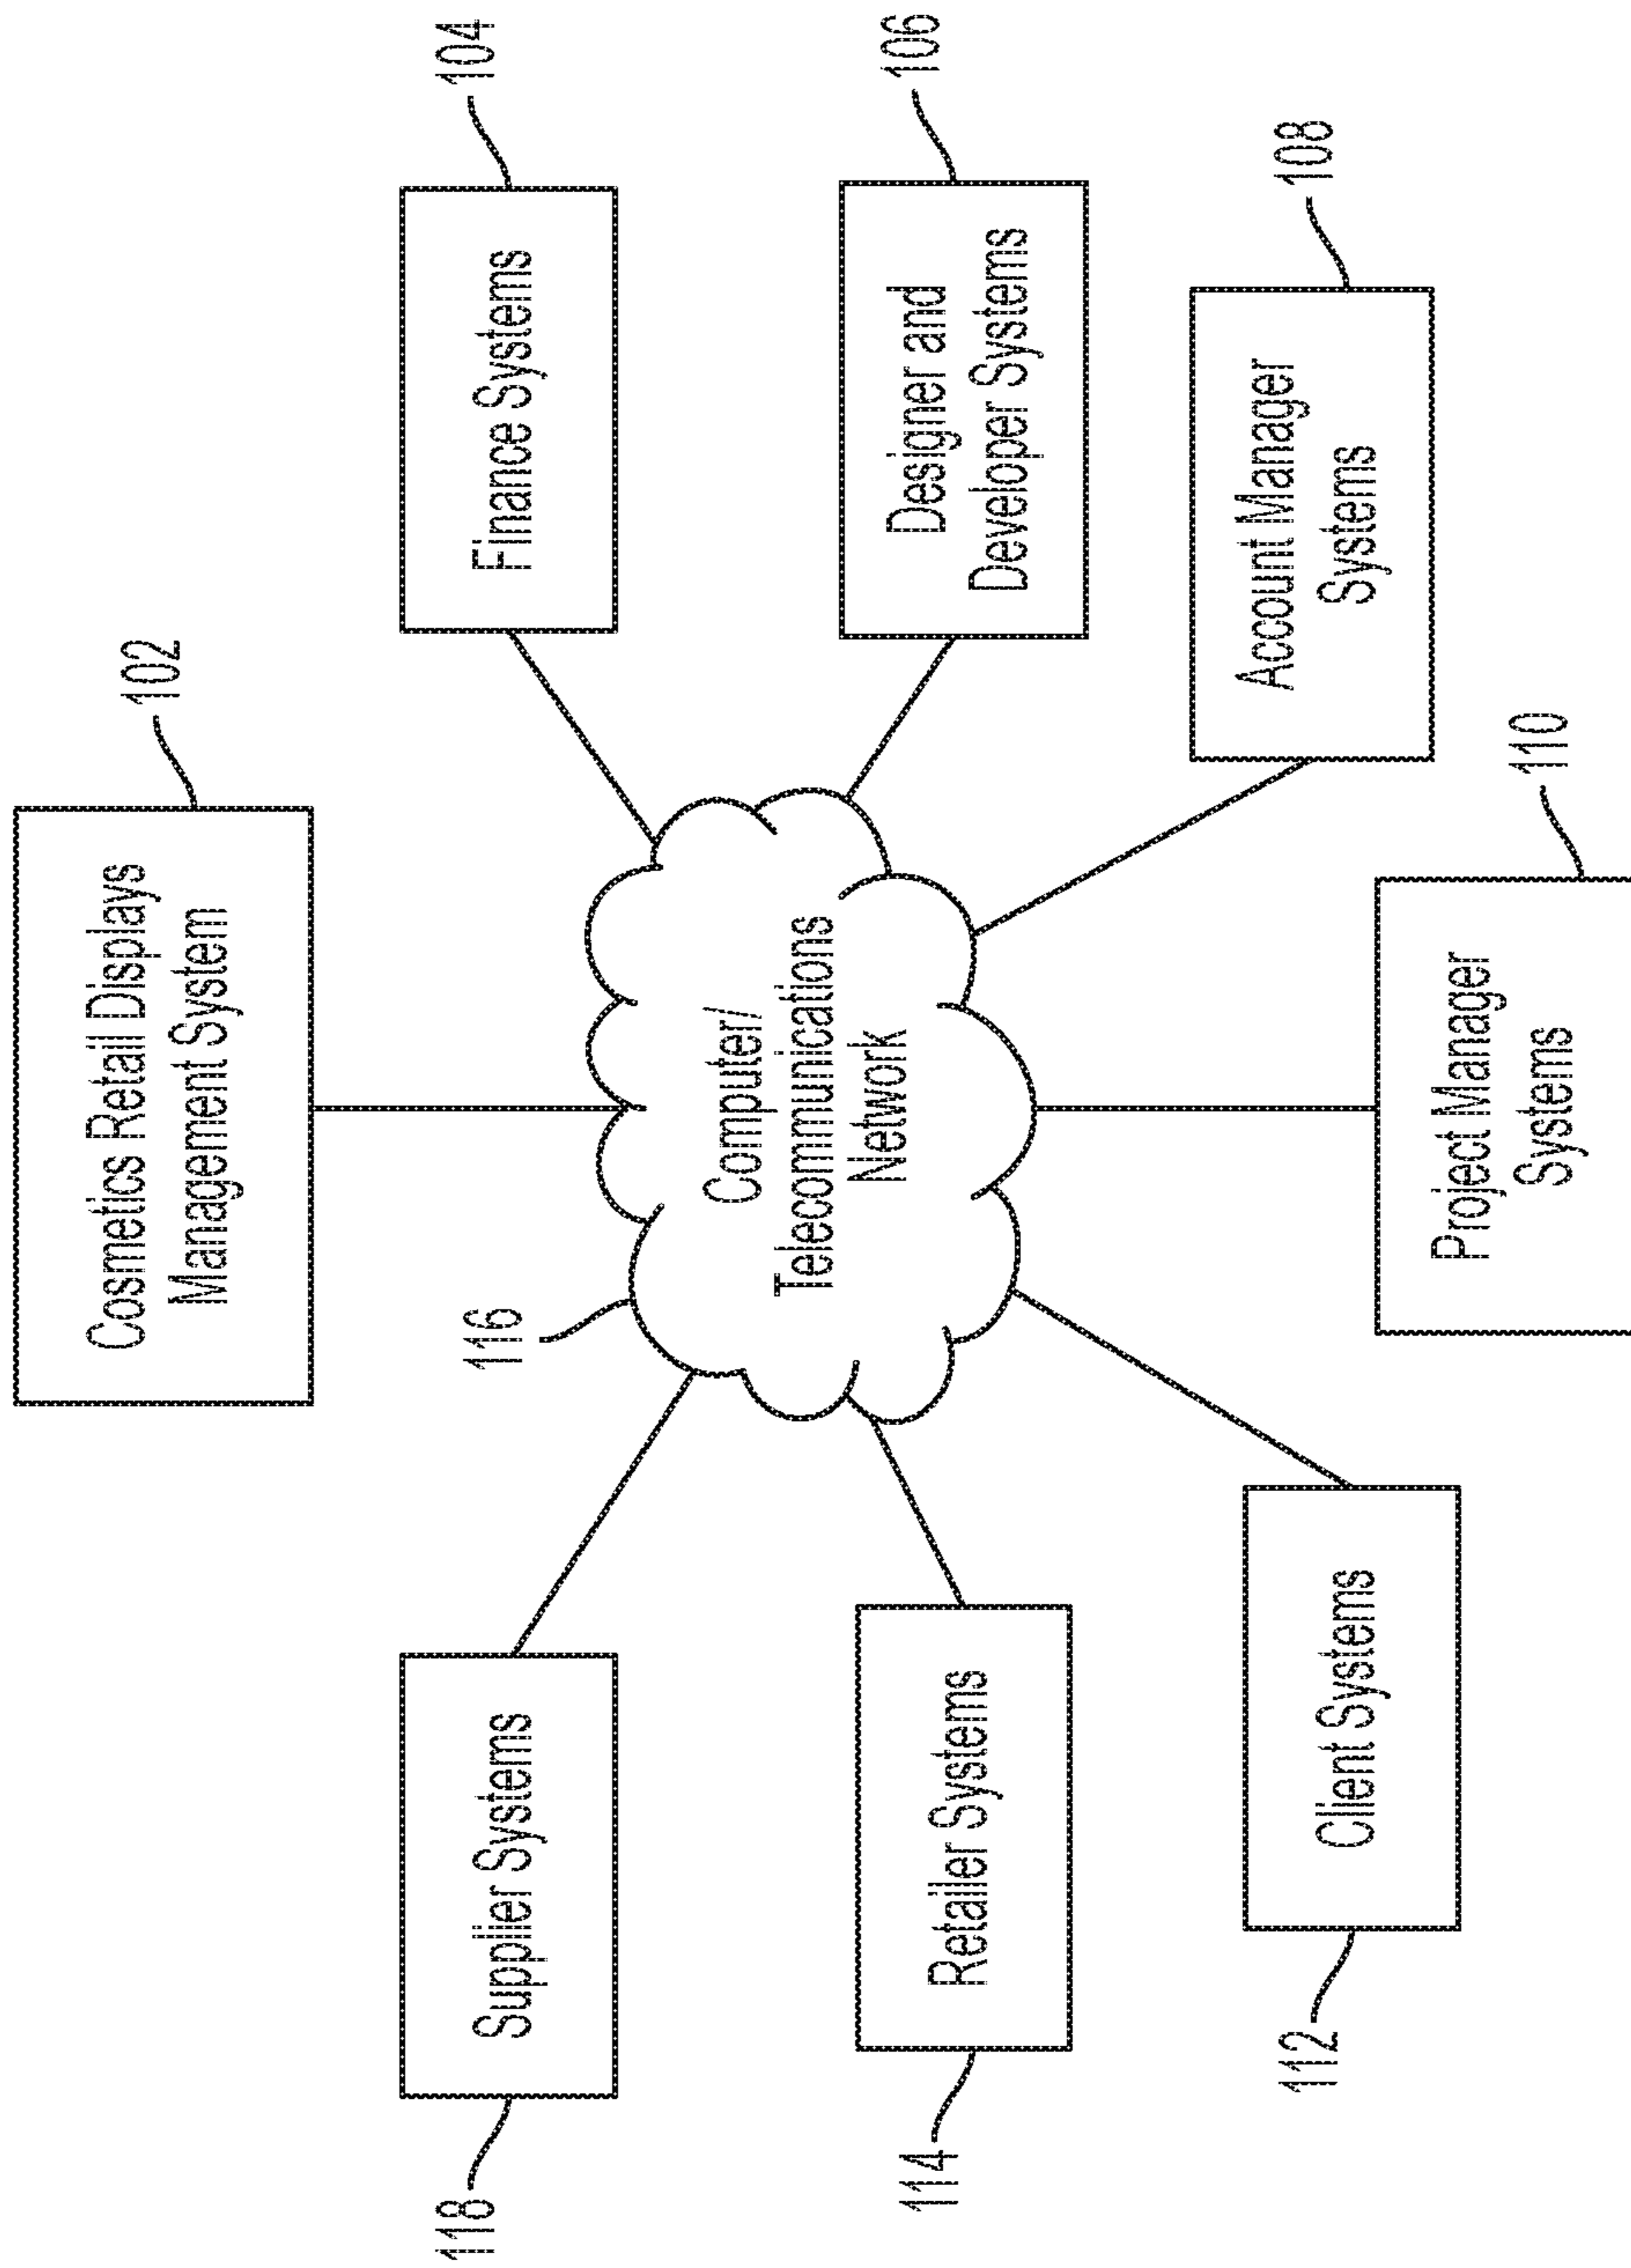 102
Cosmetics Retail Displays
Management System
118
Supplier Systems
116
Finance Systems
104
Computer/
Telecommunications
Network
114
Retailer Systems
Designer and
Developer Systems
106
112
Client Systems
Account Manager
Systems
108
Project Manager
Systems
110